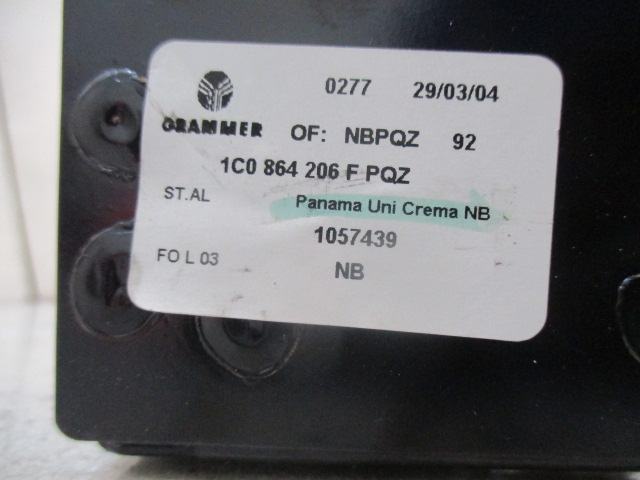 0277 29/03/04
GRAMMER OF: NBPQZ 92
1C0 864 206 F PQZ
ST.AL Panama Uni Crema NB
1057439
FO L 03 NB